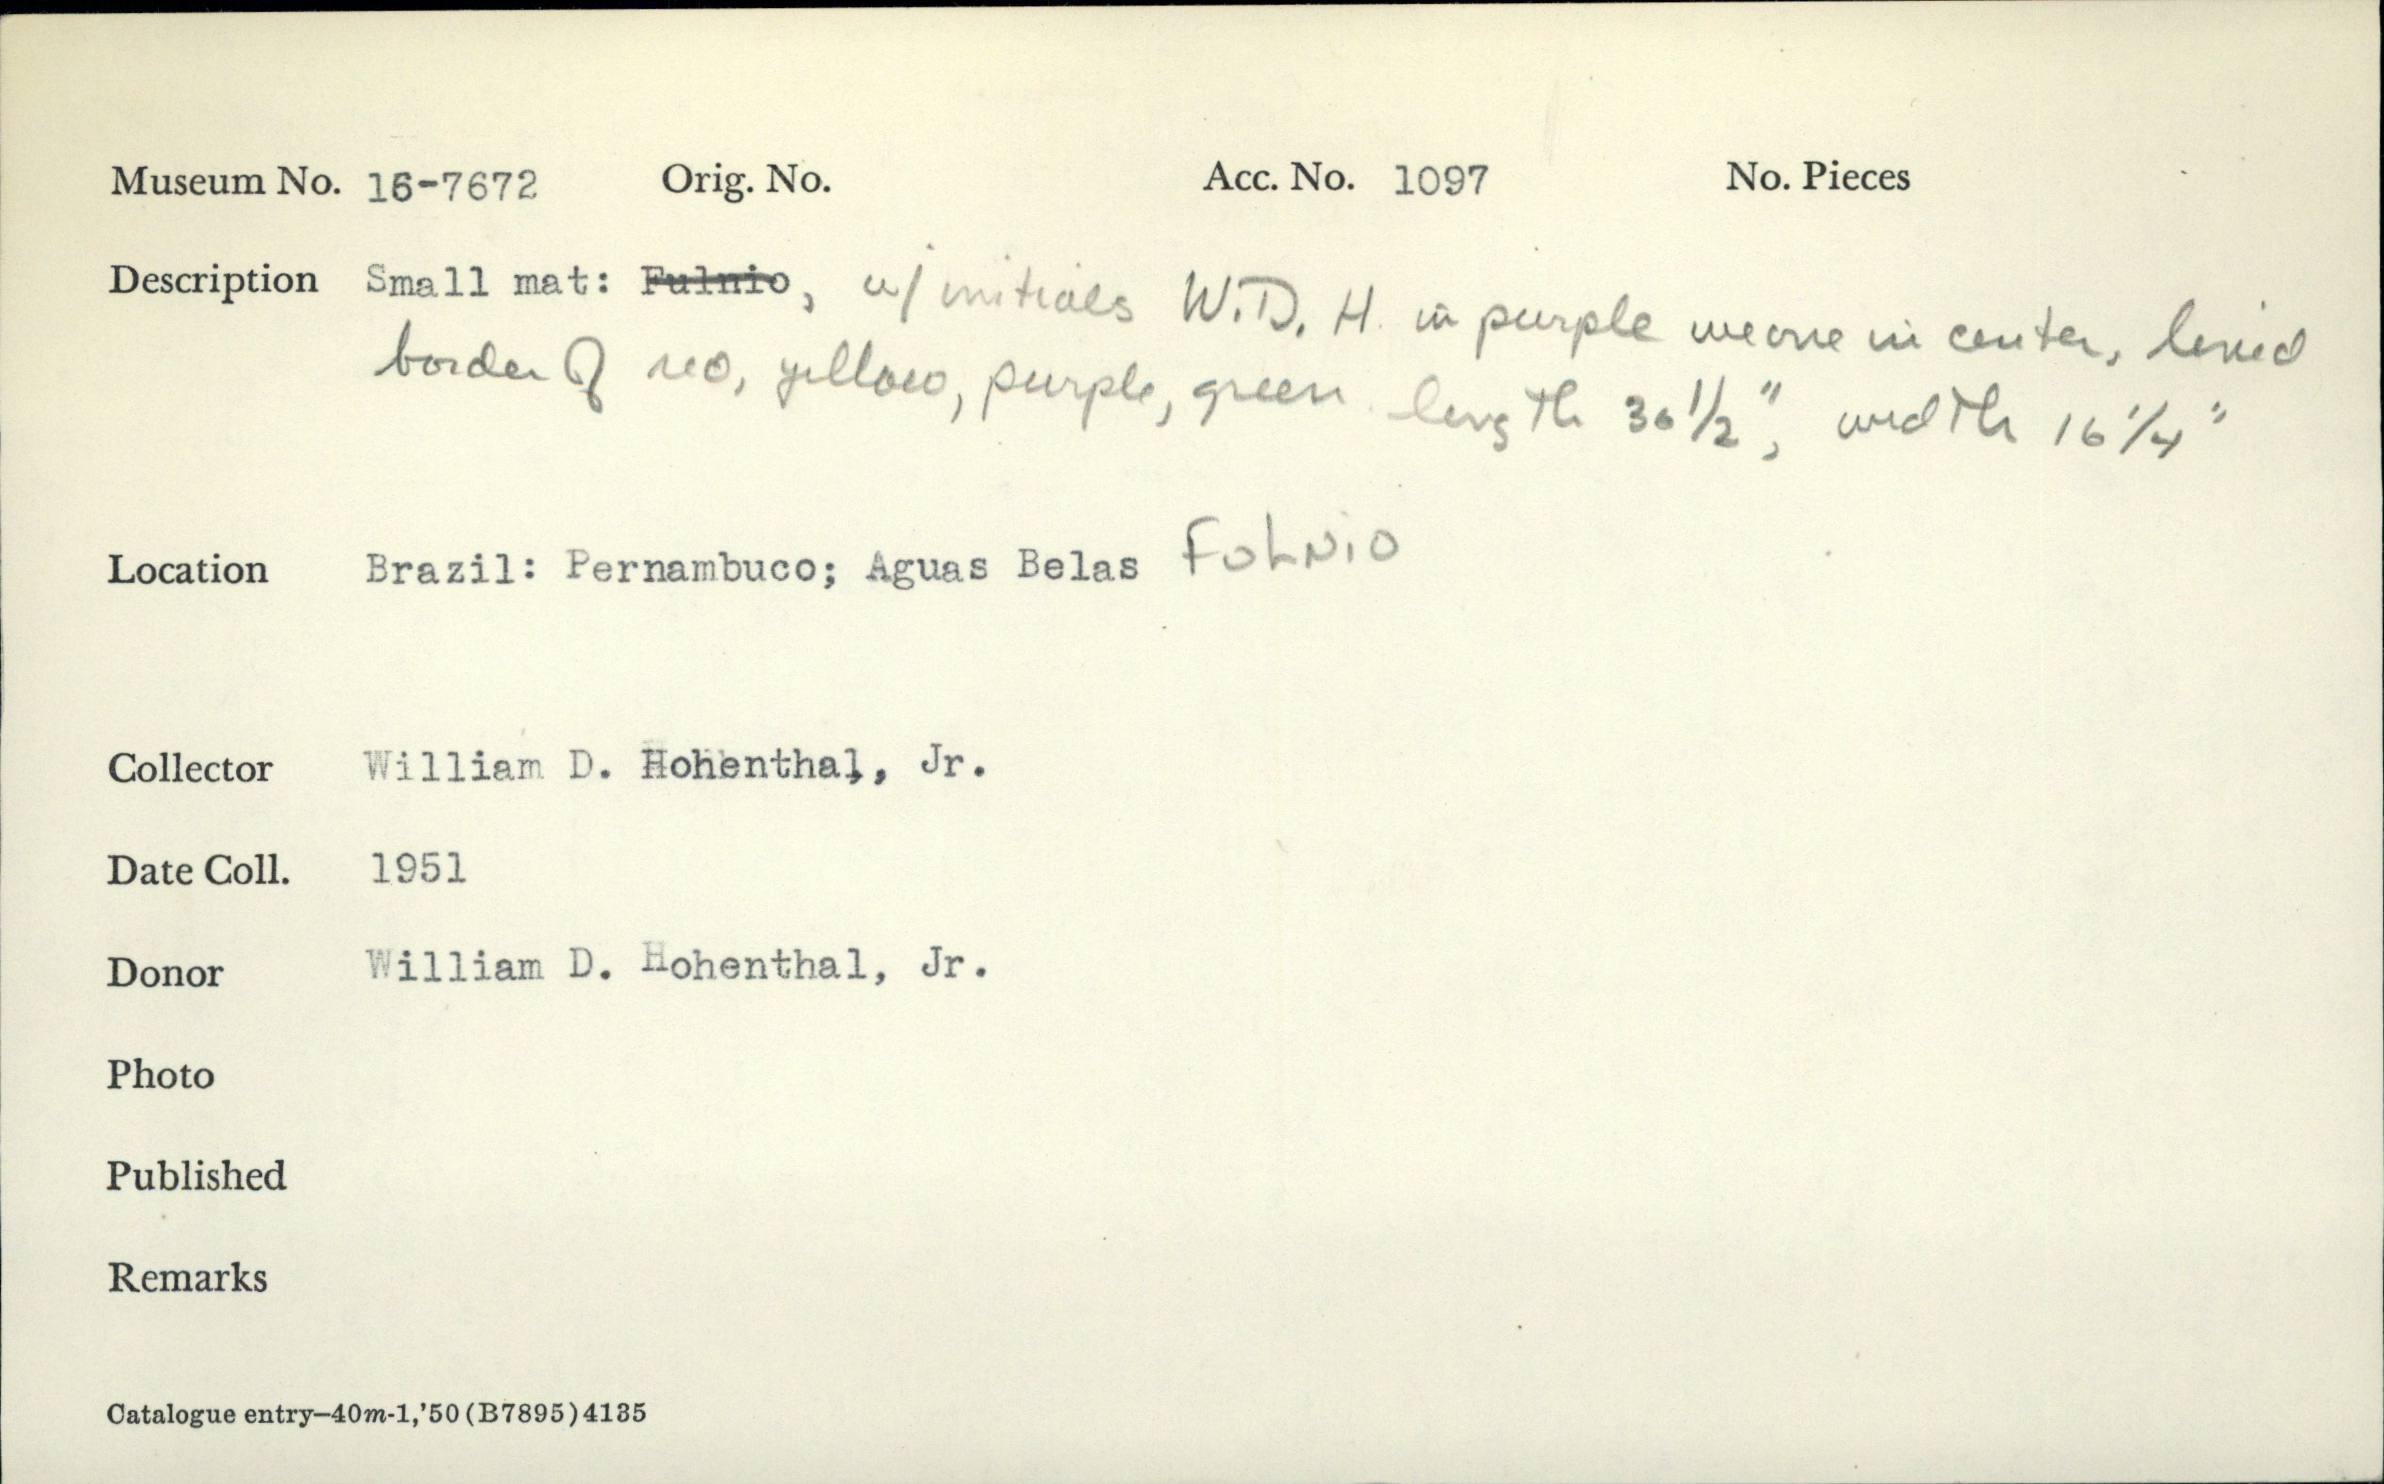 Museum No. 16-7672 Orig. No. Acc. No. 1097 No. Pieces
Description Small mat: Fulnio, w/ initials W.D. H. in purple weave in center, lined
border of red, yellow, purple, green length 30 1/2", width 16 1/4"
Location Brazil: Pernambuco; Aguas Belas FULNIO
Collector William D. Hohenthal, Jr.
Date Coll. 1951
Donor William D. Hohenthal, Jr.
Photo
Published
Remarks
Catalogue entry—40m-1,'50(B7895)4135